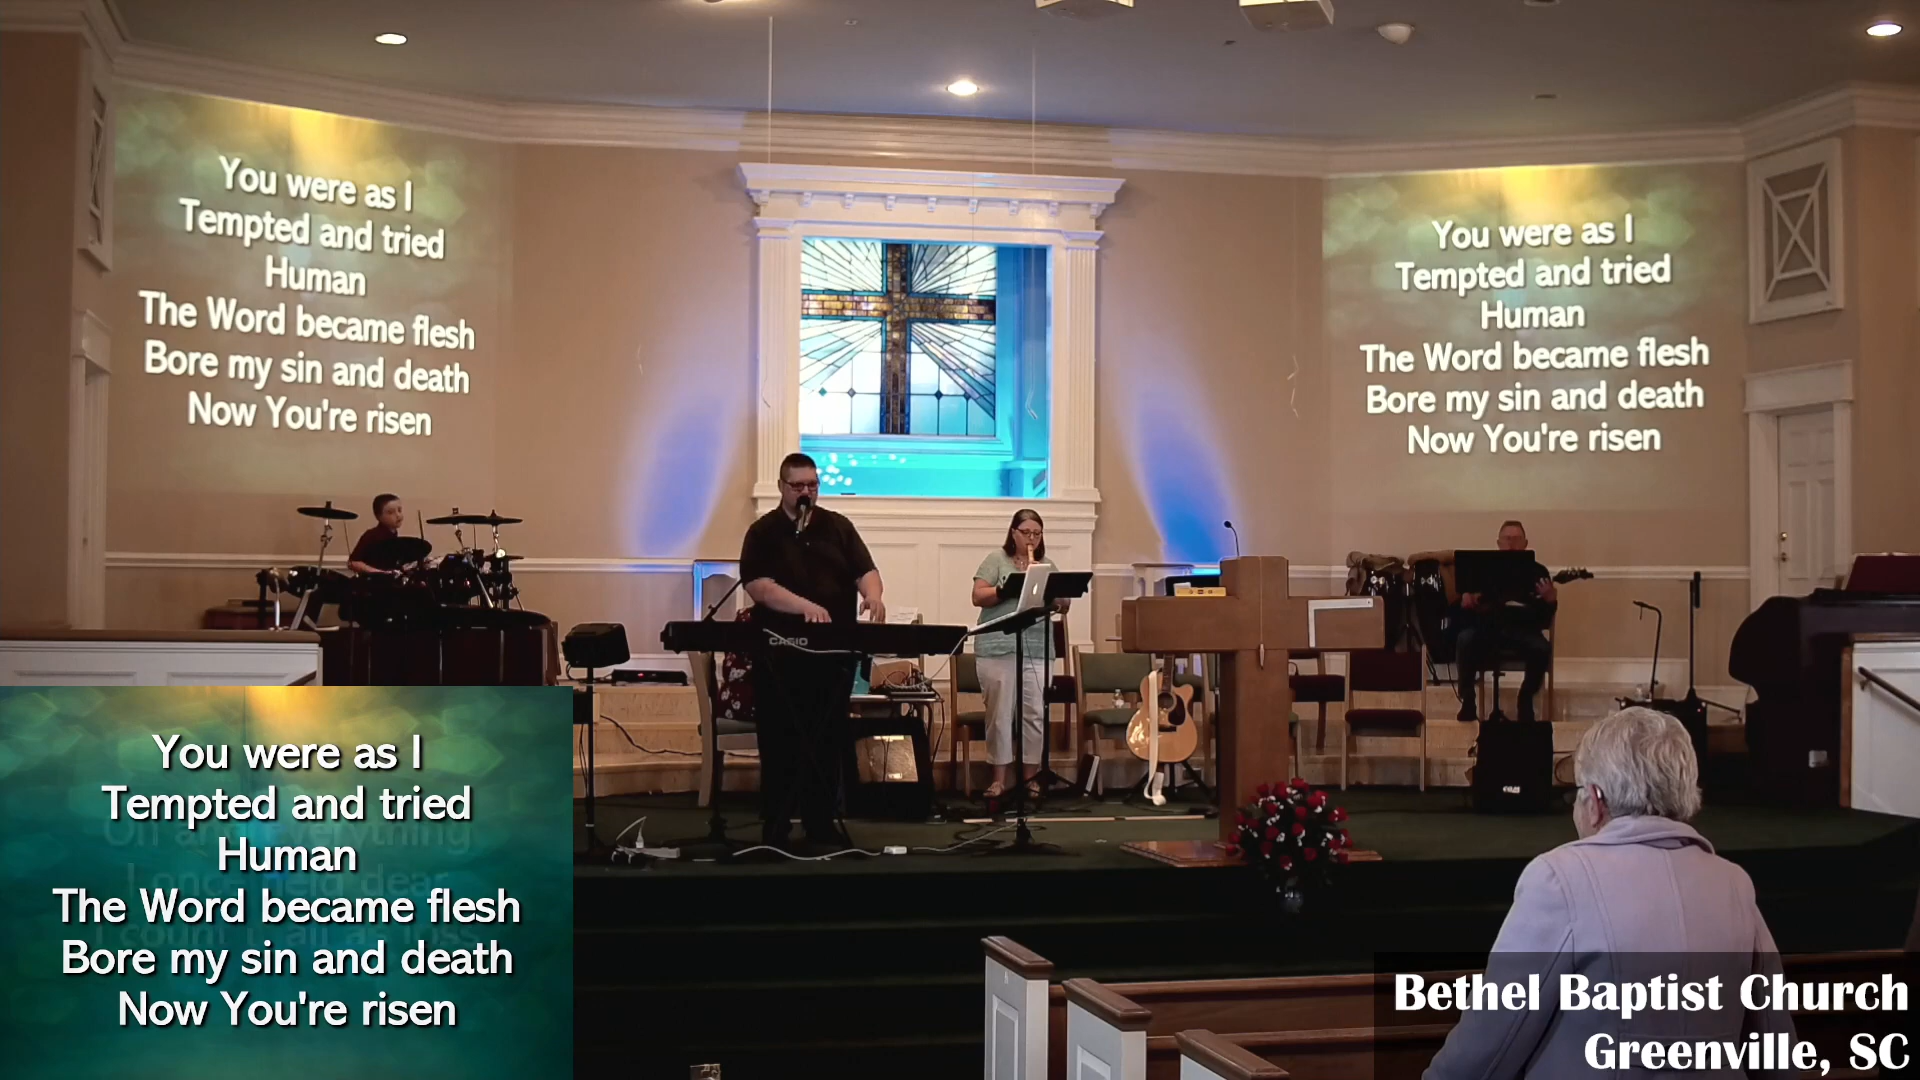 You were as I
Tempted and tried
Human
The Word became flesh
Bore my sin and death
Now You're risen
You were as I
Tempted and tried
Human
The Word became flesh
Bore my sin and death
Now You're risen
CASIO
You were as I
Tempted and tried
Human
The Word became flesh
Bore my sin and death
Now You're risen
Bethel Baptist Church
Greenville, SC